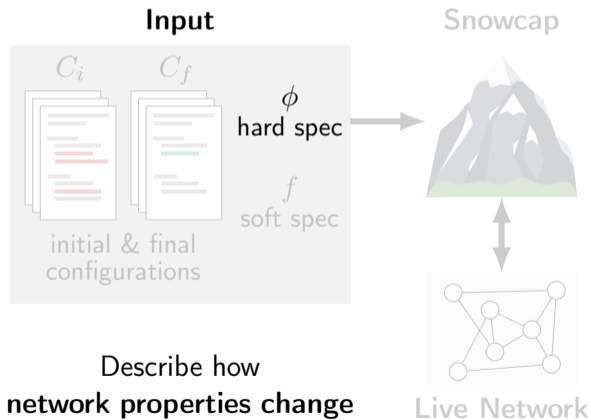 Input
Snowcap
C_i
C_f
ϕ
hard spec
f
soft spec
initial & final
configurations
Describe how
network properties change
Live Network